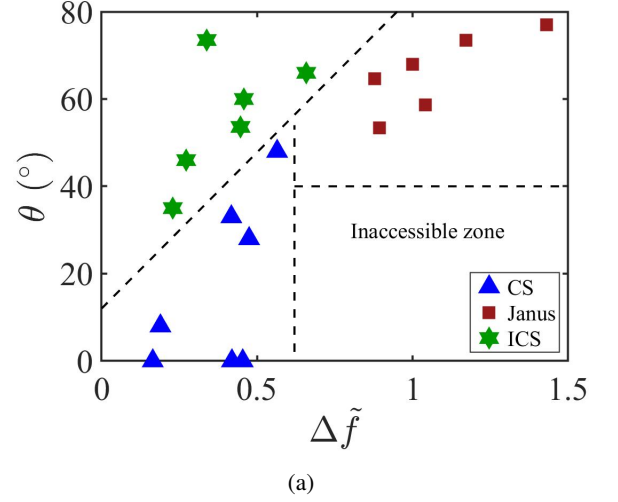 80
60
θ (°)
40
Inaccessible zone
20
CS
Janus
ICS
0
0 0.5 1 1.5
Δf̃
(a)